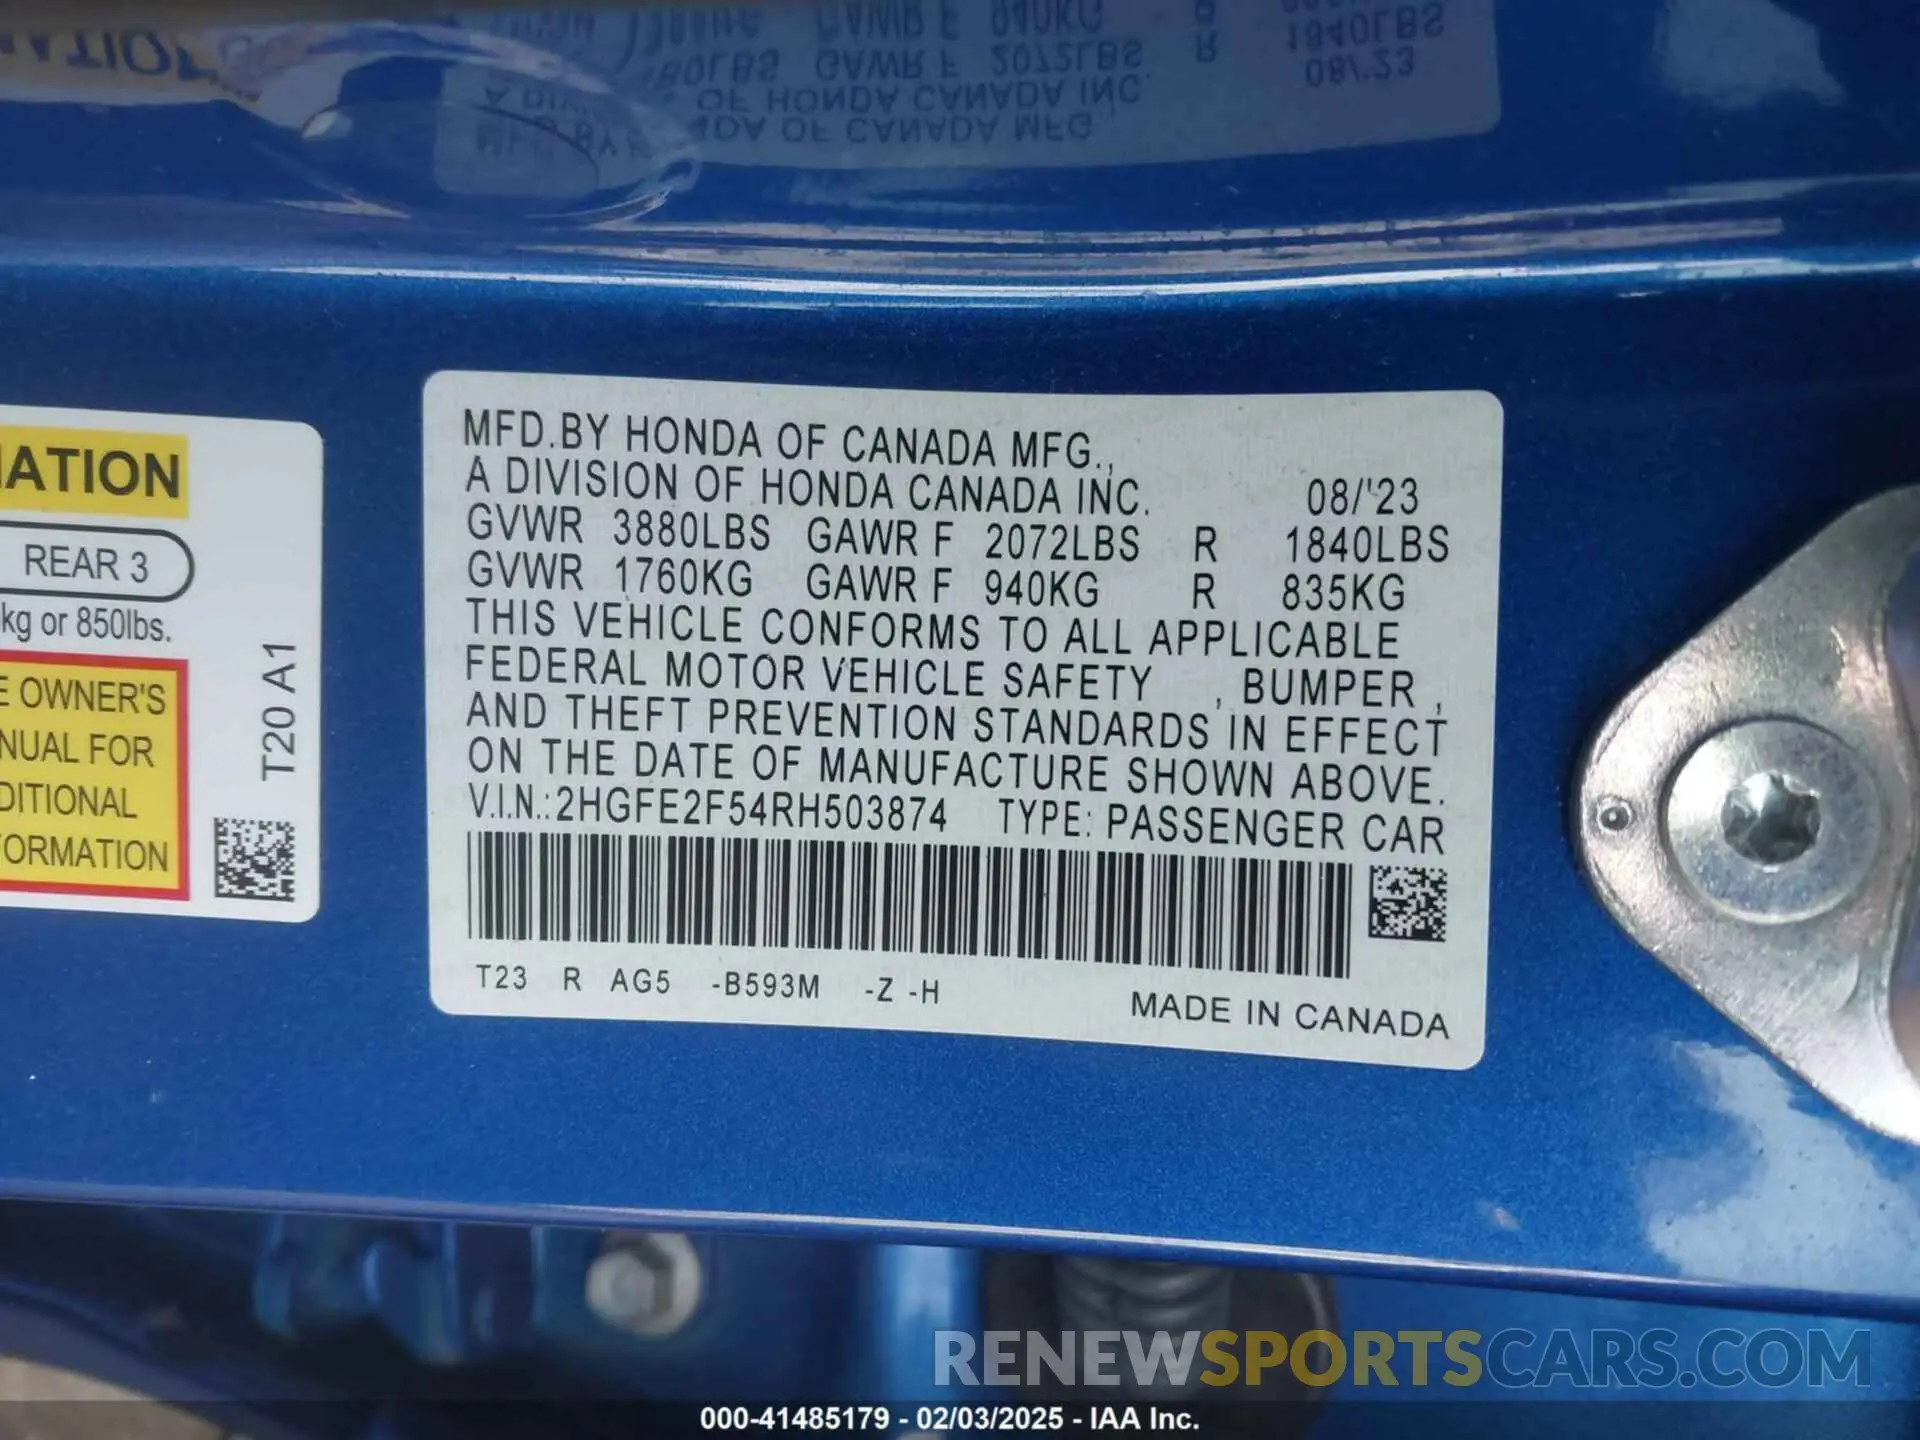 MATION
REAR 3
kg or 850lbs.
E OWNER'S
NUAL FOR
DITIONAL
FORMATION
T20 A1
MFD.BY HONDA OF CANADA MFG.,
A DIVISION OF HONDA CANADA INC. 08/'23
GVWR 3880LBS GAWR F 2072LBS R 1840LBS
GVWR 1760KG GAWR F 940KG R 835KG
THIS VEHICLE CONFORMS TO ALL APPLICABLE
FEDERAL MOTOR VEHICLE SAFETY , BUMPER ,
AND THEFT PREVENTION STANDARDS IN EFFECT
ON THE DATE OF MANUFACTURE SHOWN ABOVE.
V.I.N.:2HGFE2F54RH503874 TYPE: PASSENGER CAR
T23 R AG5 -B593M -Z -H
MADE IN CANADA
RENEWSPORTSCARS.COM
000-41485179 - 02/03/2025 - IAA Inc.